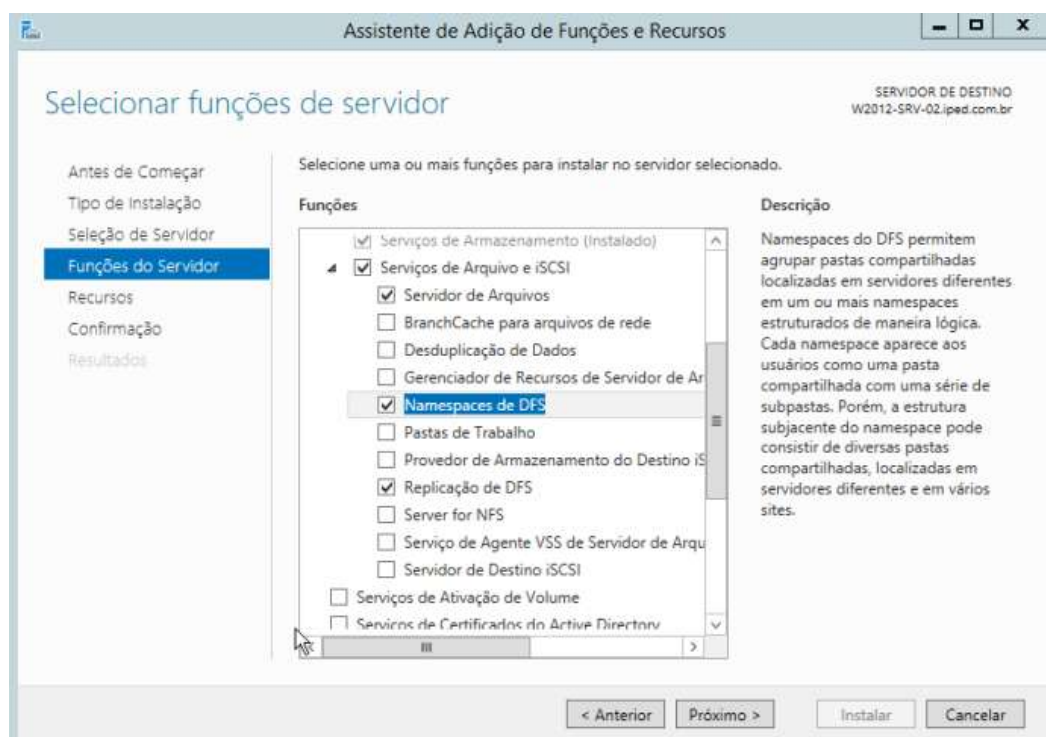 Assistente de Adição de Funções e Recursos
Selecionar funções de servidor
SERVIDOR DE DESTINO
W2012-SRV-02.iped.com.br
Antes de Começar
Tipo de Instalação
Seleção de Servidor
Funções do Servidor
Recursos
Confirmação
Resultados
Selecione uma ou mais funções para instalar no servidor selecionado.
Funções
Serviços de Armazenamento (Instalado)
Serviços de Arquivo e iSCSI
Servidor de Arquivos
BranchCache para arquivos de rede
Desduplicação de Dados
Gerenciador de Recursos de Servidor de Ar
Namespaces de DFS
Pastas de Trabalho
Provedor de Armazenamento do Destino iS
Replicação de DFS
Server for NFS
Serviço de Agente VSS de Servidor de Arqu
Servidor de Destino iSCSI
Serviços de Ativação de Volume
Serviços de Certificados do Active Directory
Descrição
Namespaces do DFS permitem
agrupar pastas compartilhadas
localizadas em servidores diferentes
em um ou mais namespaces
estruturados de maneira lógica.
Cada namespace aparece aos
usuários como uma pasta
compartilhada com uma série de
subpastas. Porém, a estrutura
subjacente do namespace pode
consistir de diversas pastas
compartilhadas, localizadas em
servidores diferentes e em vários
sites.
< Anterior
Próximo >
Instalar
Cancelar